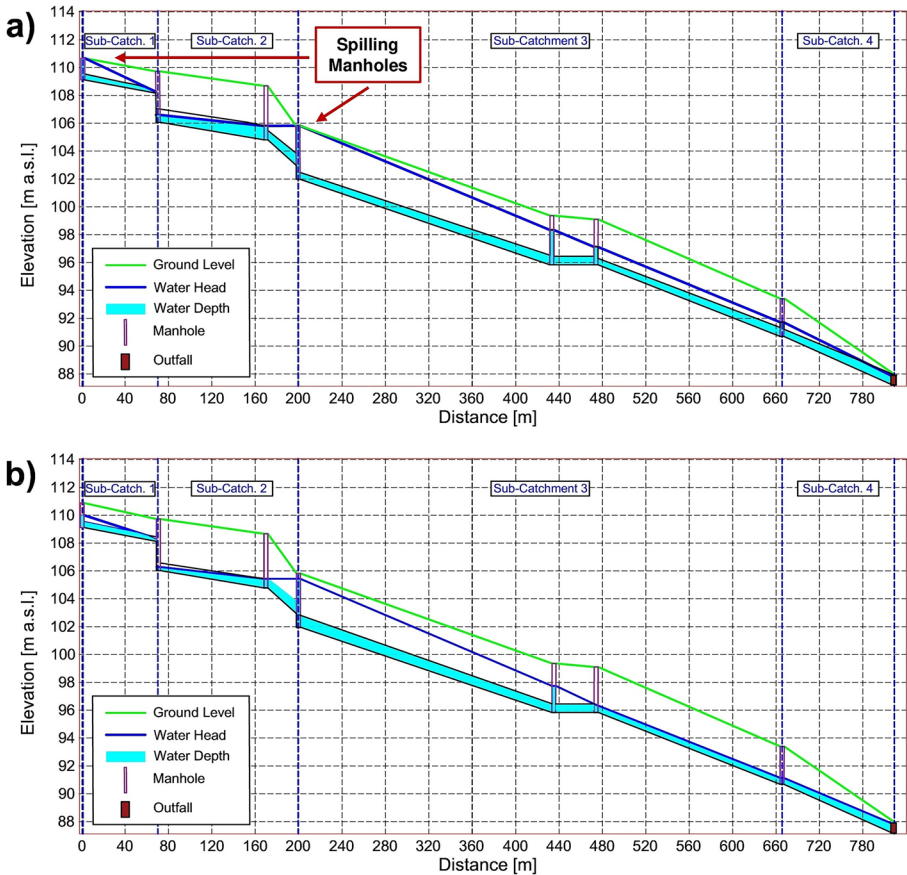 a)
114
112
110
108
106
104
102
100
98
96
94
92
90
88
Elevation [m a.s.l.]
Sub-Catch. 1
Sub-Catch. 2
Sub-Catchment 3
Sub-Catch. 4
Spilling
Manholes
Ground Level
Water Head
Water Depth
Manhole
Outfall
0 40 80 120 160 200 240 280 320 360 400 440 480 520 560 600 640 680 720 780
Distance [m]
b)
114
112
110
108
106
104
102
100
98
96
94
92
90
88
Elevation [m a.s.l.]
Sub-Catch. 1
Sub-Catch. 2
Sub-Catchment 3
Sub-Catch. 4
Ground Level
Water Head
Water Depth
Manhole
Outfall
0 40 80 120 160 200 240 280 320 360 400 440 480 520 560 600 640 680 720 780
Distance [m]